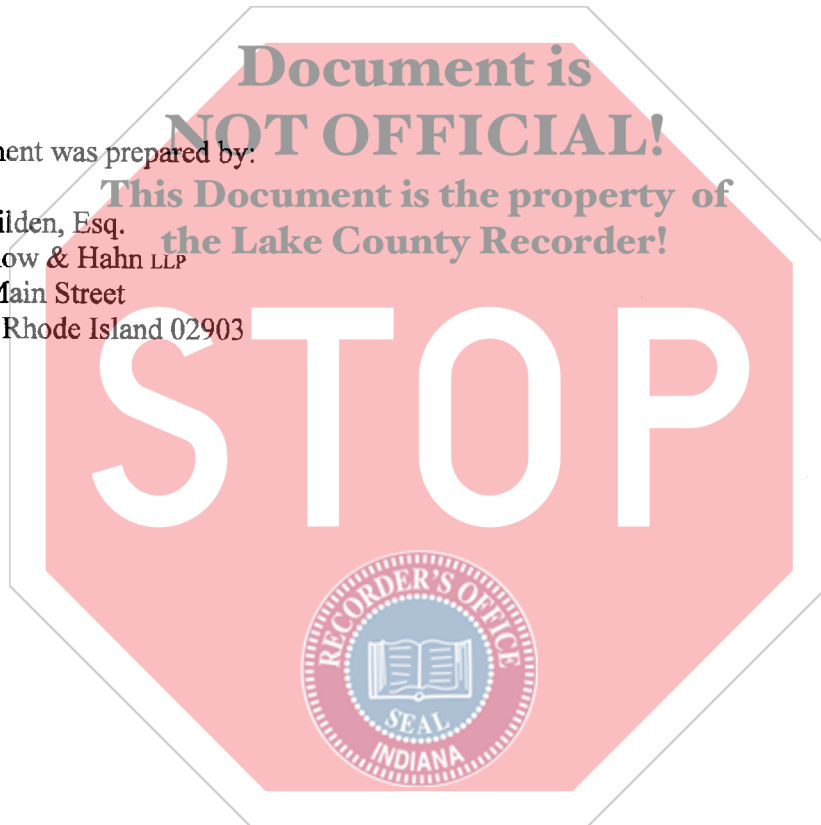 Document is
NOT OFFICIAL!
ent was prepared by:
This Document is the property of
ilden, Esq.
the Lake County Recorder!
ow & Hahn LLP
Main Street
Rhode Island 02903
STOP
RECORDER'S OFFICE
SEAL
INDIANA